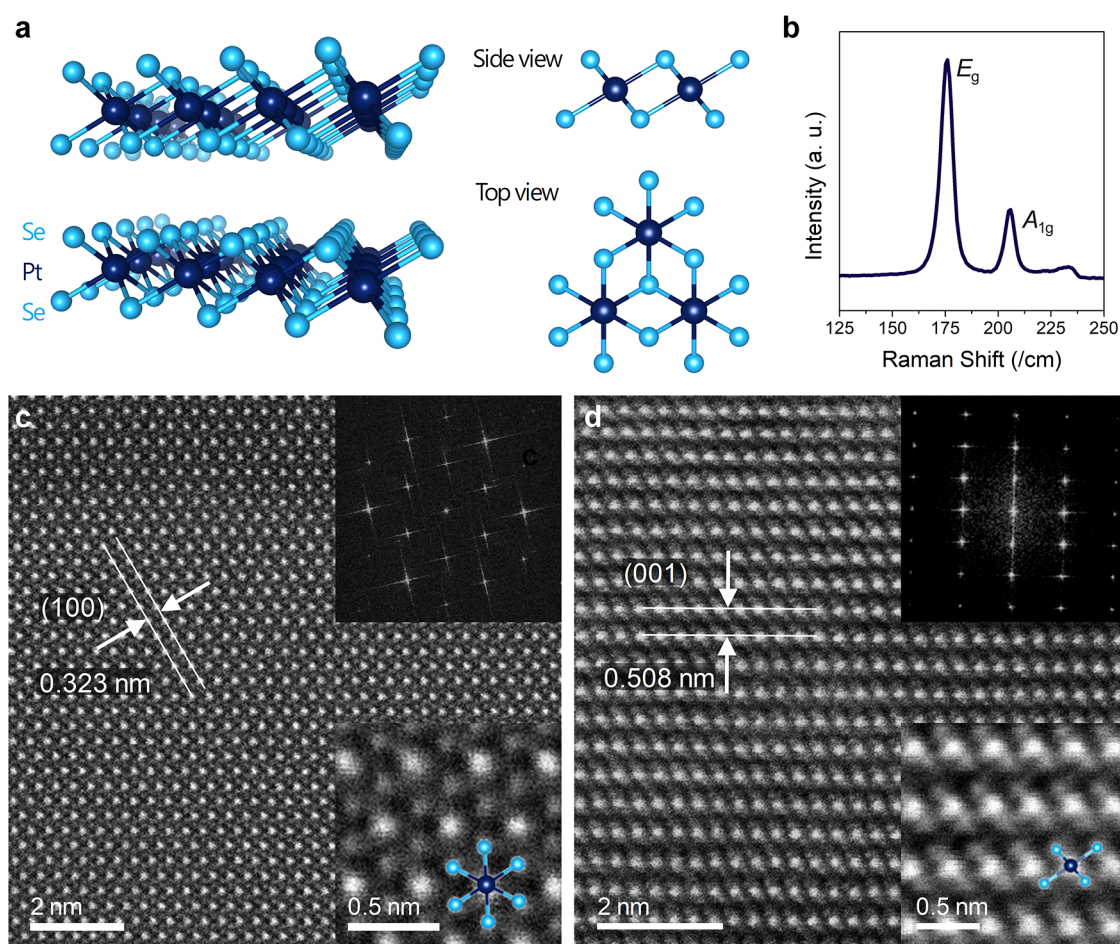 a
Side view
Top view
Se
Pt
Se
b
Intensity (a. u.)
Eg
A1g
125
150
175
200
225
250
Raman Shift (/cm)
c
c
(100)
0.323 nm
2 nm
0.5 nm
d
(001)
0.508 nm
2 nm
0.5 nm